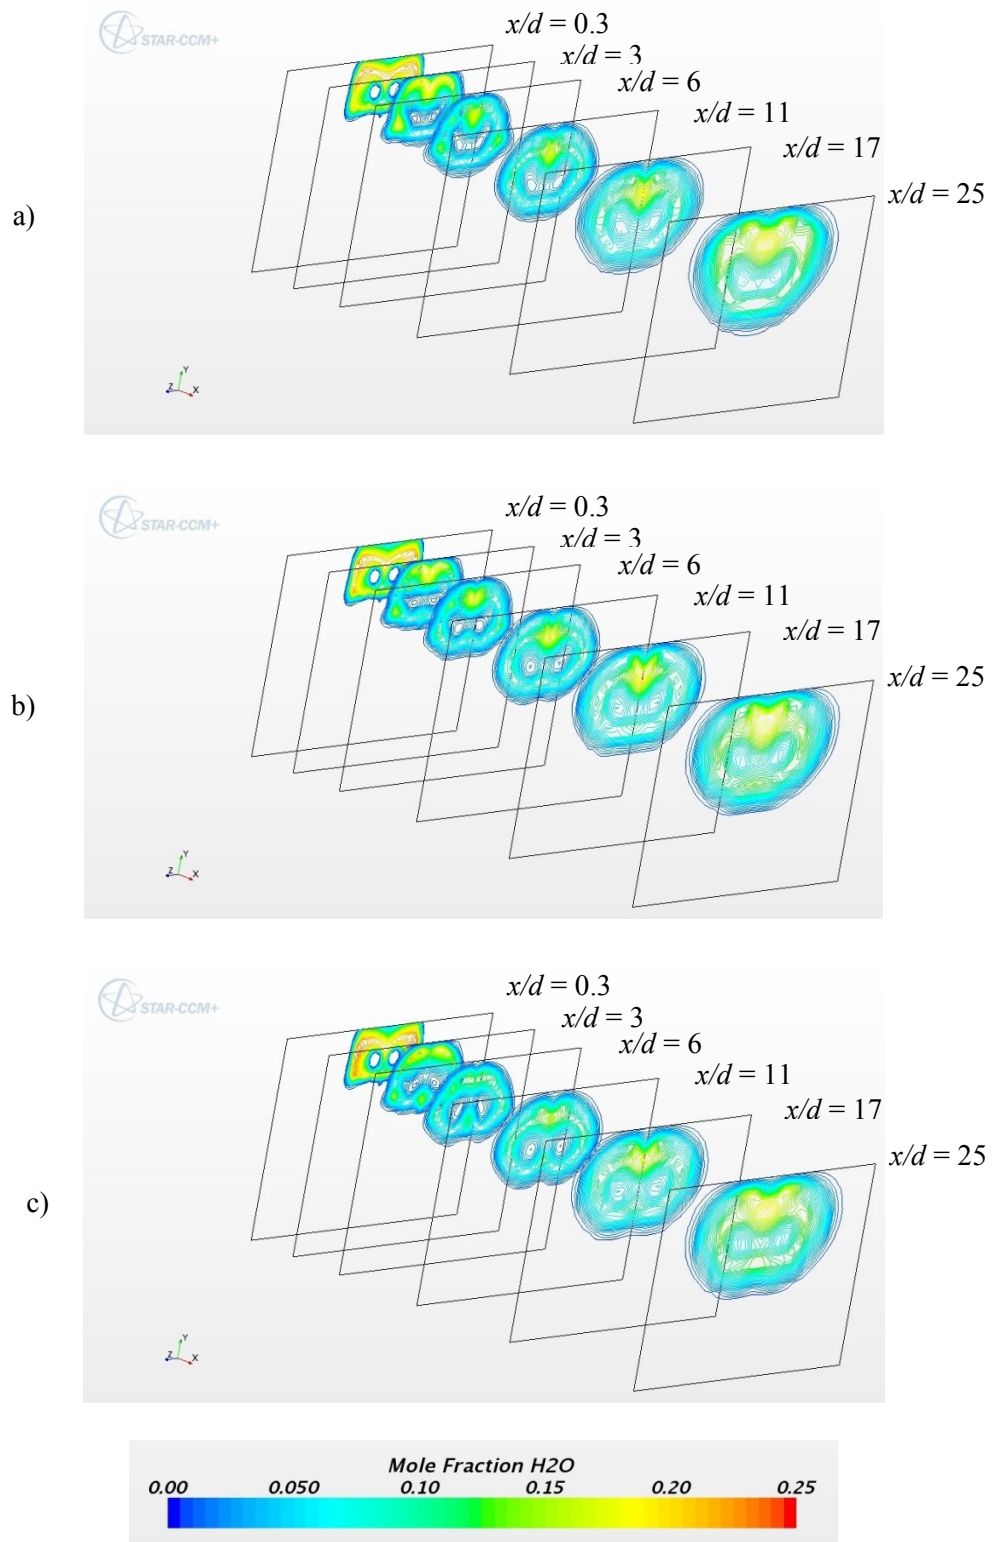 STAR-CCM+
x/d = 0.3
x/d = 3
x/d = 6
x/d = 11
x/d = 17
x/d = 25
a)
Y
Z
X
STAR-CCM+
x/d = 0.3
x/d = 3
x/d = 6
x/d = 11
x/d = 17
x/d = 25
b)
Y
Z
X
STAR-CCM+
x/d = 0.3
x/d = 3
x/d = 6
x/d = 11
x/d = 17
x/d = 25
c)
Y
Z
X
Mole Fraction H2O
0.00 0.050 0.10 0.15 0.20 0.25